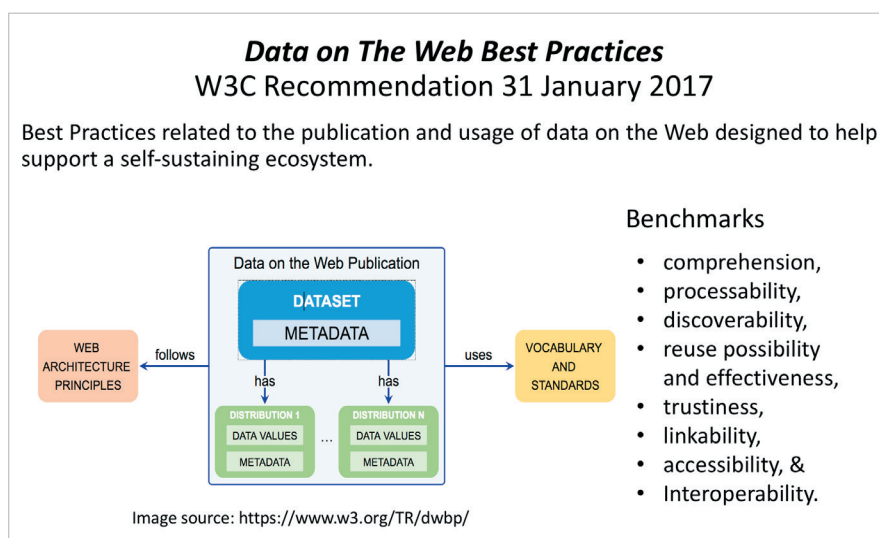 Data on The Web Best Practices
W3C Recommendation 31 January 2017
Best Practices related to the publication and usage of data on the Web designed to help
support a self-sustaining ecosystem.
Data on the Web Publication
DATASET
METADATA
WEB
ARCHITECTURE
PRINCIPLES
follows
uses
VOCABULARY
AND
STANDARDS
has
has
DISTRIBUTION 1
DATA VALUES
METADATA
...
DISTRIBUTION N
DATA VALUES
METADATA
Image source: https://www.w3.org/TR/dwbp/
Benchmarks
• comprehension,
• processability,
• discoverability,
• reuse possibility
and effectiveness,
• trustiness,
• linkability,
• accessibility, &
• Interoperability.